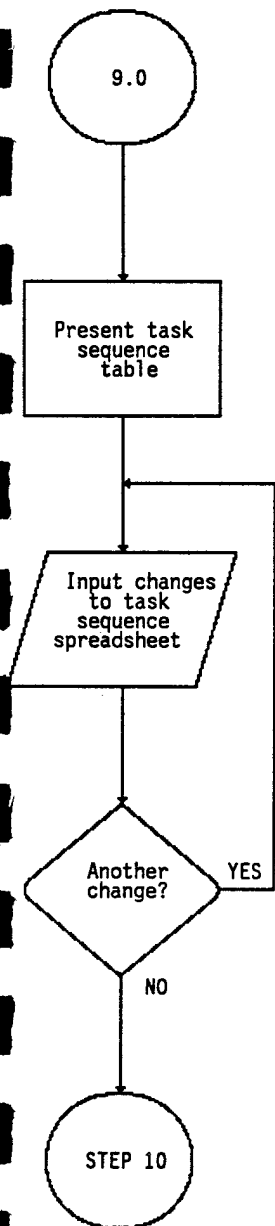 9.0
Present task
sequence
table
Input changes
to task
sequence
spreadsheet
Another
change?
YES
NO
STEP 10